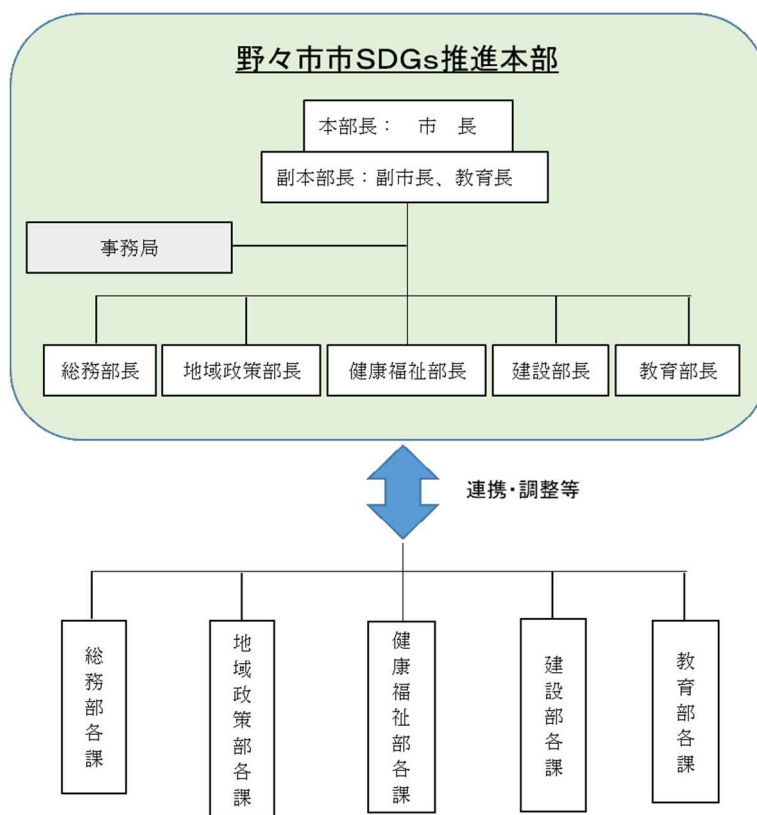 野々市市SDGs推進本部
本部長： 市 長
副本部長：副市長、教育長
事務局
総務部長
地域政策部長
健康福祉部長
建設部長
教育部長
連携・調整等
総務部各課
地域政策部各課
健康福祉部各課
建設部各課
教育部各課